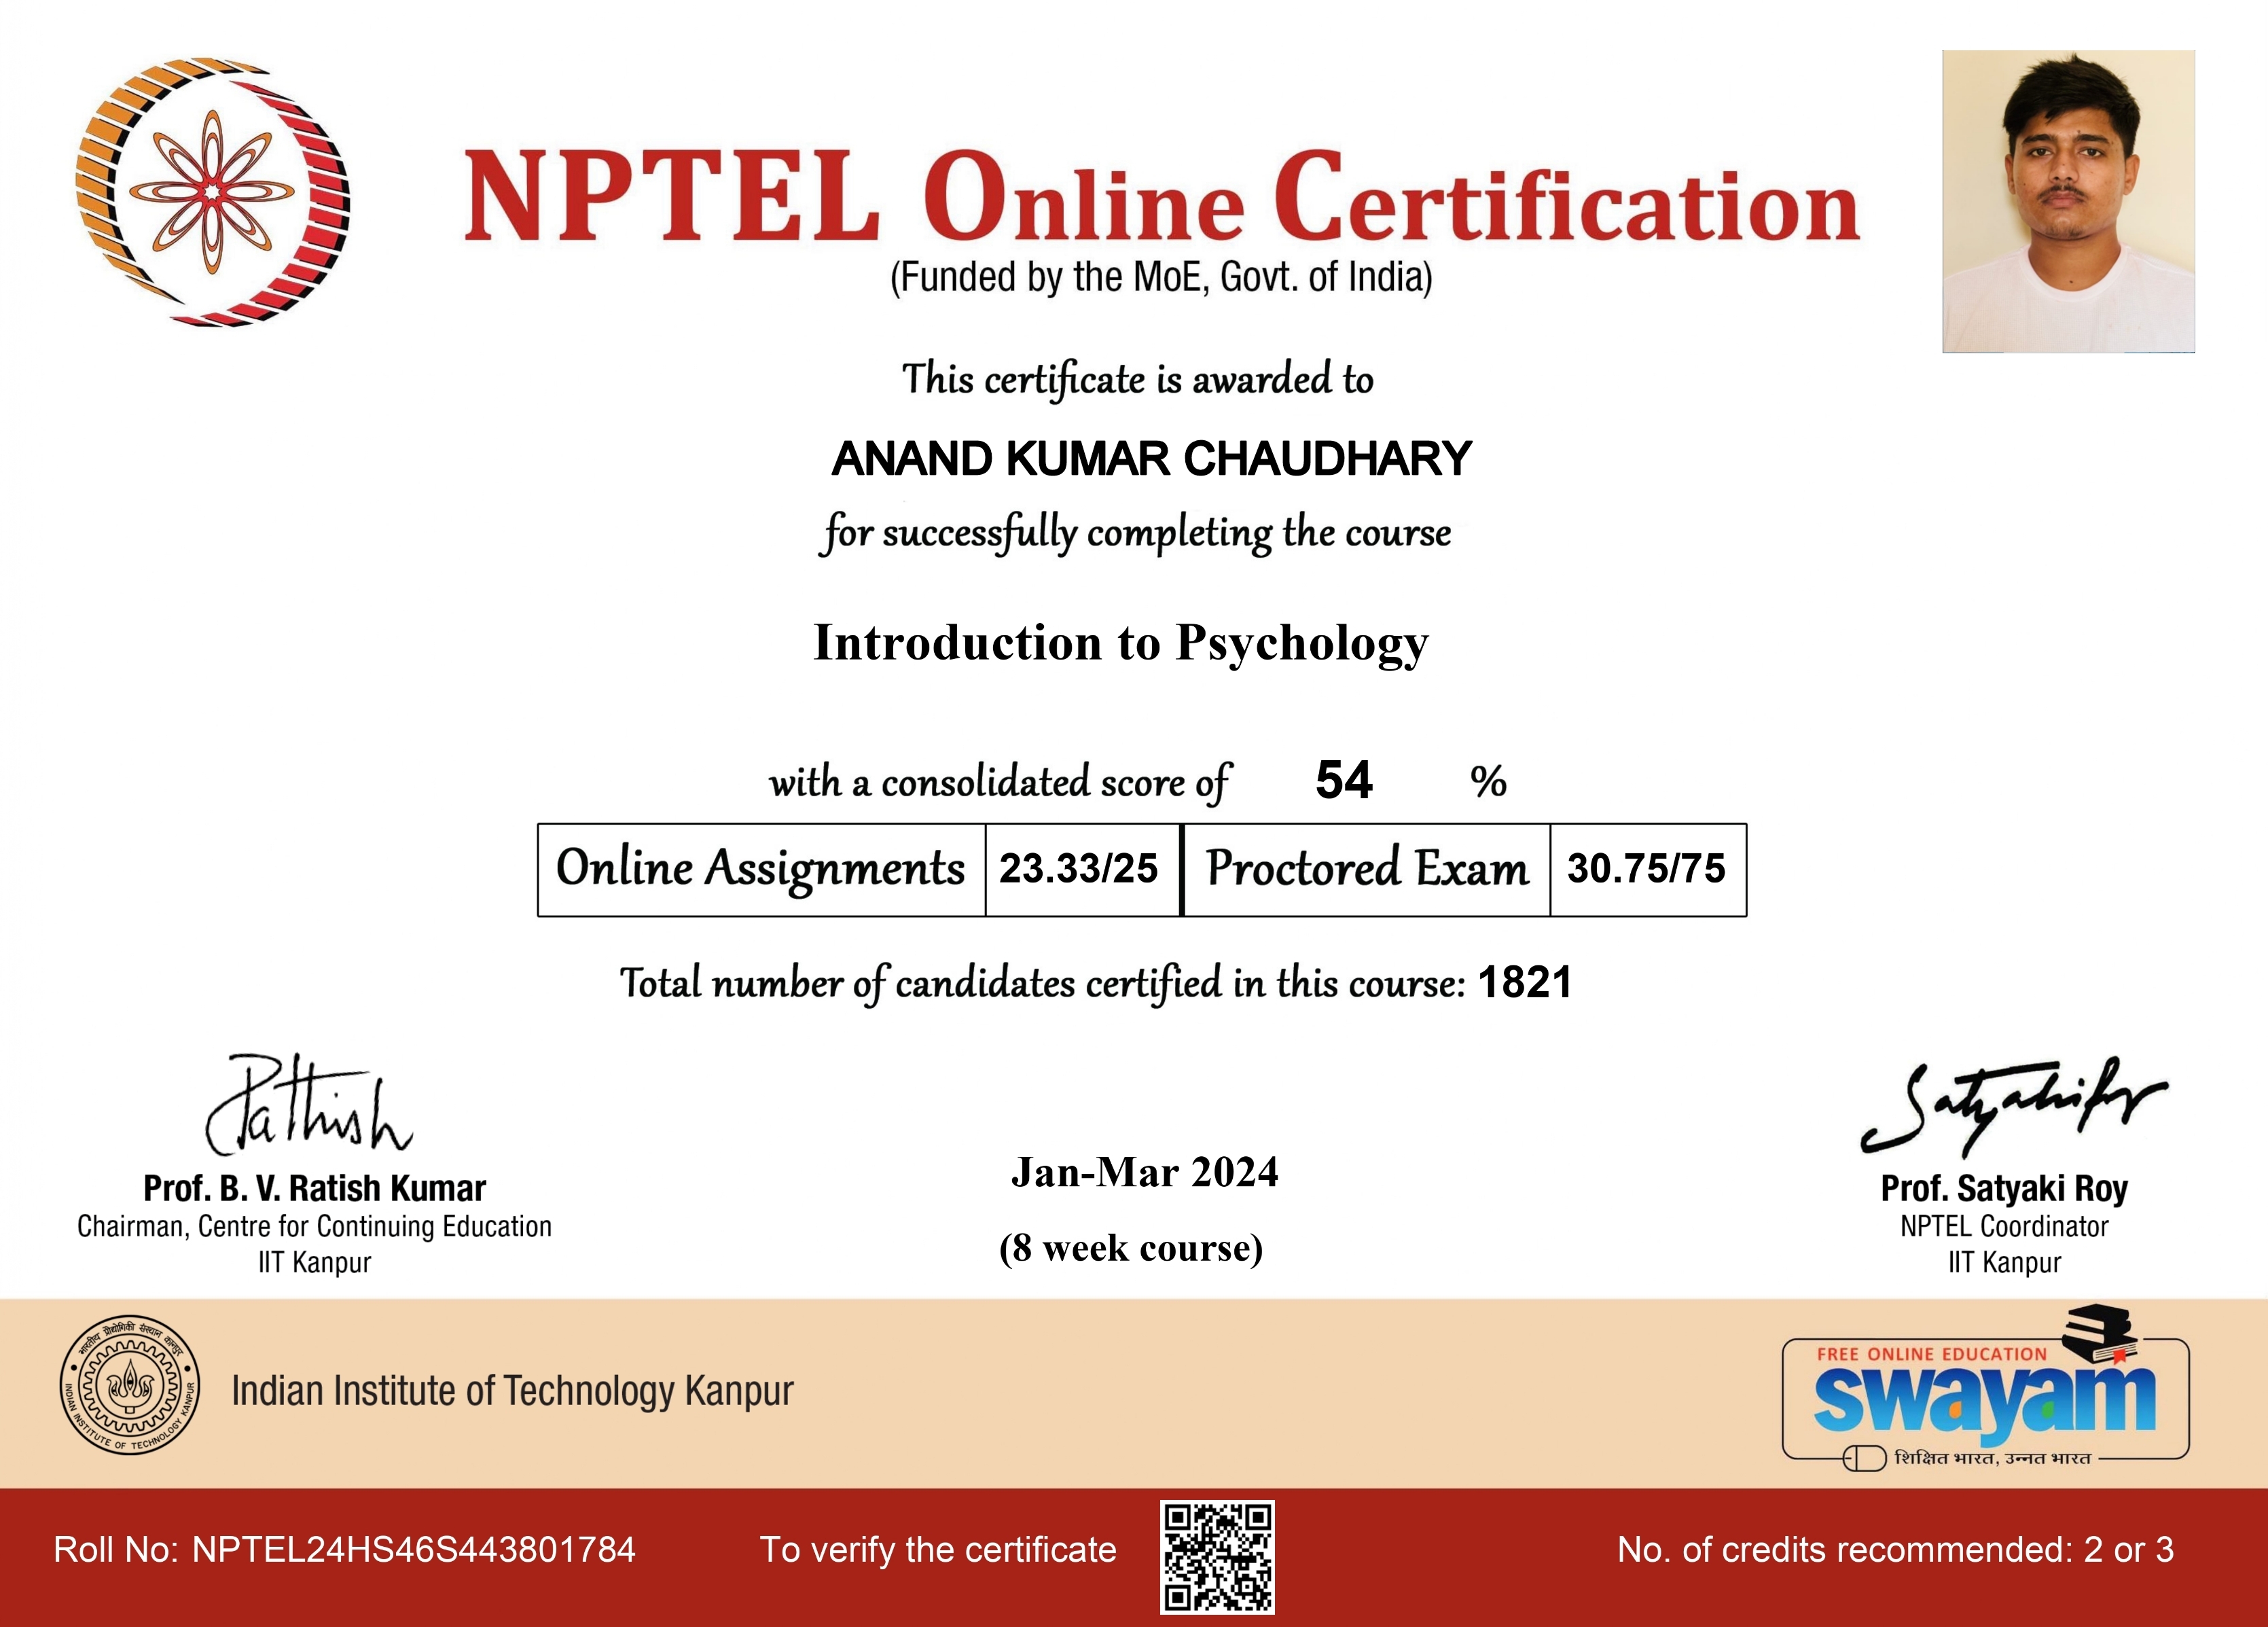 NPTEL Online Certification
(Funded by the MoE, Govt. of India)
This certificate is awarded to
ANAND KUMAR CHAUDHARY
for successfully completing the course
Introduction to Psychology
with a consolidated score of 54 %
Online Assignments 23.33/25 Proctored Exam 30.75/75
Total number of candidates certified in this course: 1821
Prof. B. V. Ratish Kumar
Chairman, Centre for Continuing Education
IIT Kanpur
Jan-Mar 2024
(8 week course)
Prof. Satyaki Roy
NPTEL Coordinator
IIT Kanpur
भारतीय प्रौद्योगिकी संस्थान कानपुर
INDIAN INSTITUTE OF TECHNOLOGY KANPUR
Indian Institute of Technology Kanpur
FREE ONLINE EDUCATION
swayam
शिक्षित भारत, उन्नत भारत
Roll No: NPTEL24HS46S443801784
To verify the certificate
No. of credits recommended: 2 or 3